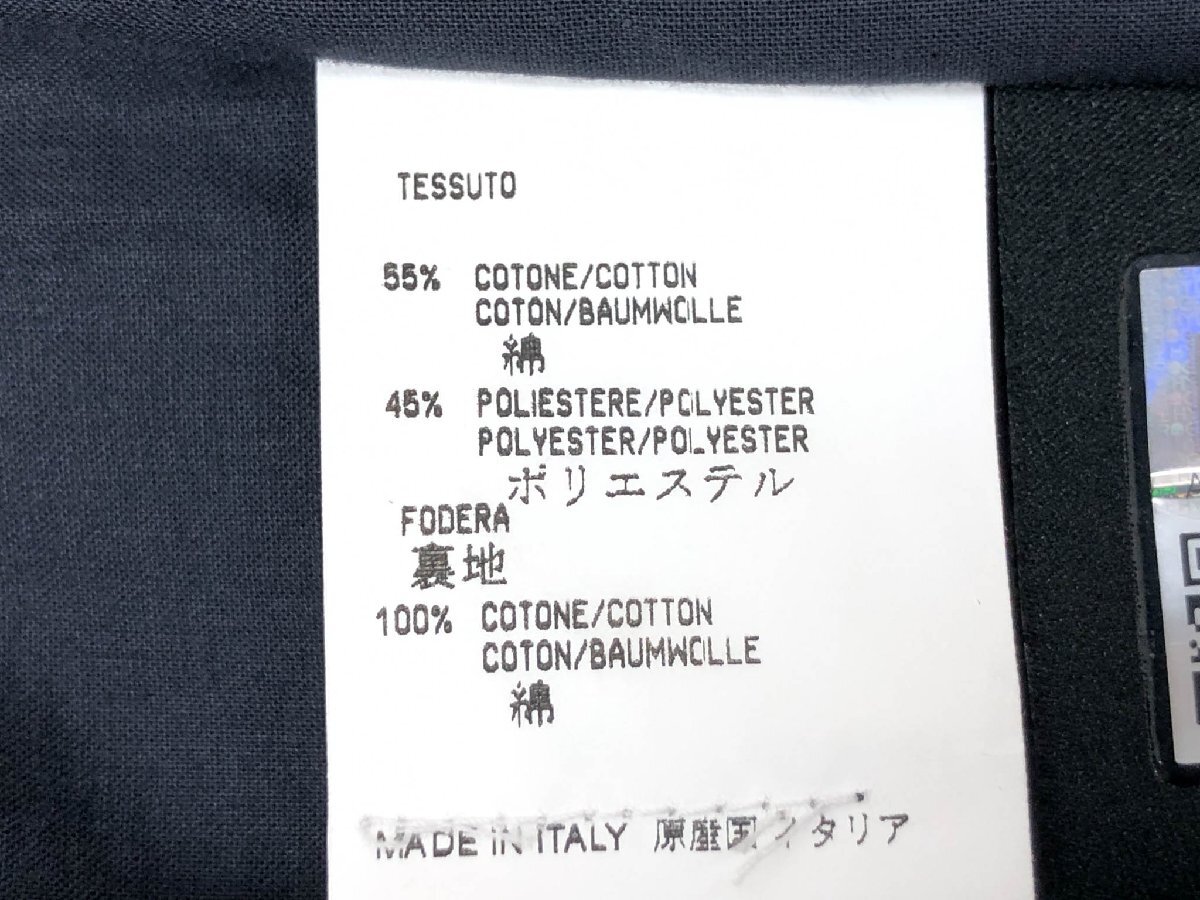 TESSUTO
55% COTONE/COTTON
COTON/BAUMWOLLE
綿
45% POLIESTERE/POLYESTER
POLYESTER/POLYESTER
ポリエステル
FODERA
裏地
100% COTONE/COTTON
COTON/BAUMWOLLE
綿
MADE IN ITALY 原産国イタリア